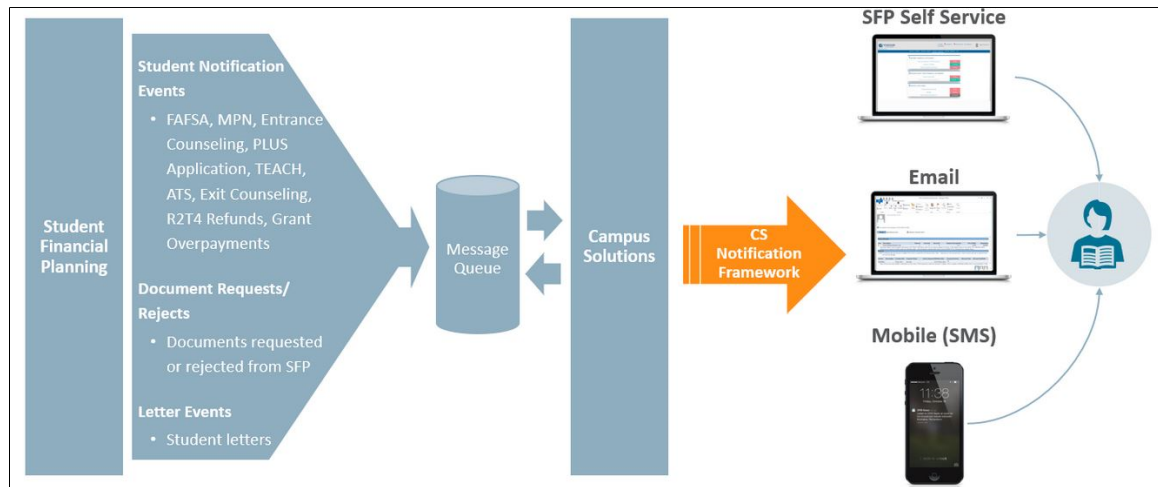 Student
Financial
Planning
Student Notification
Events
• FAFSA, MPN, Entrance
Counseling, PLUS
Application, TEACH,
ATS, Exit Counseling,
R2T4 Refunds, Grant
Overpayments
Document Requests/
Rejects
• Documents requested
or rejected from SFP
Letter Events
• Student letters
Message
Queue
Campus
Solutions
CS
Notification
Framework
SFP Self Service
Email
Mobile (SMS)
11:38